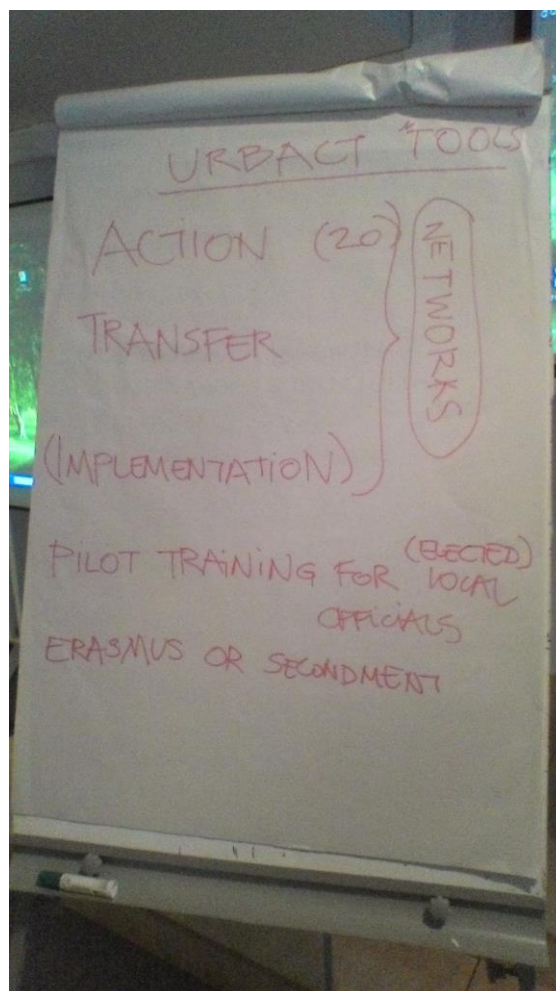 URBACT "TOOLS
ACTION (20)
NETWORKS
TRANSFER
(IMPLEMENTATION)
PILOT TRAINING FOR (ELECTED) LOCAL
OFFICIALS
ERASMUS OR SECONDMENT